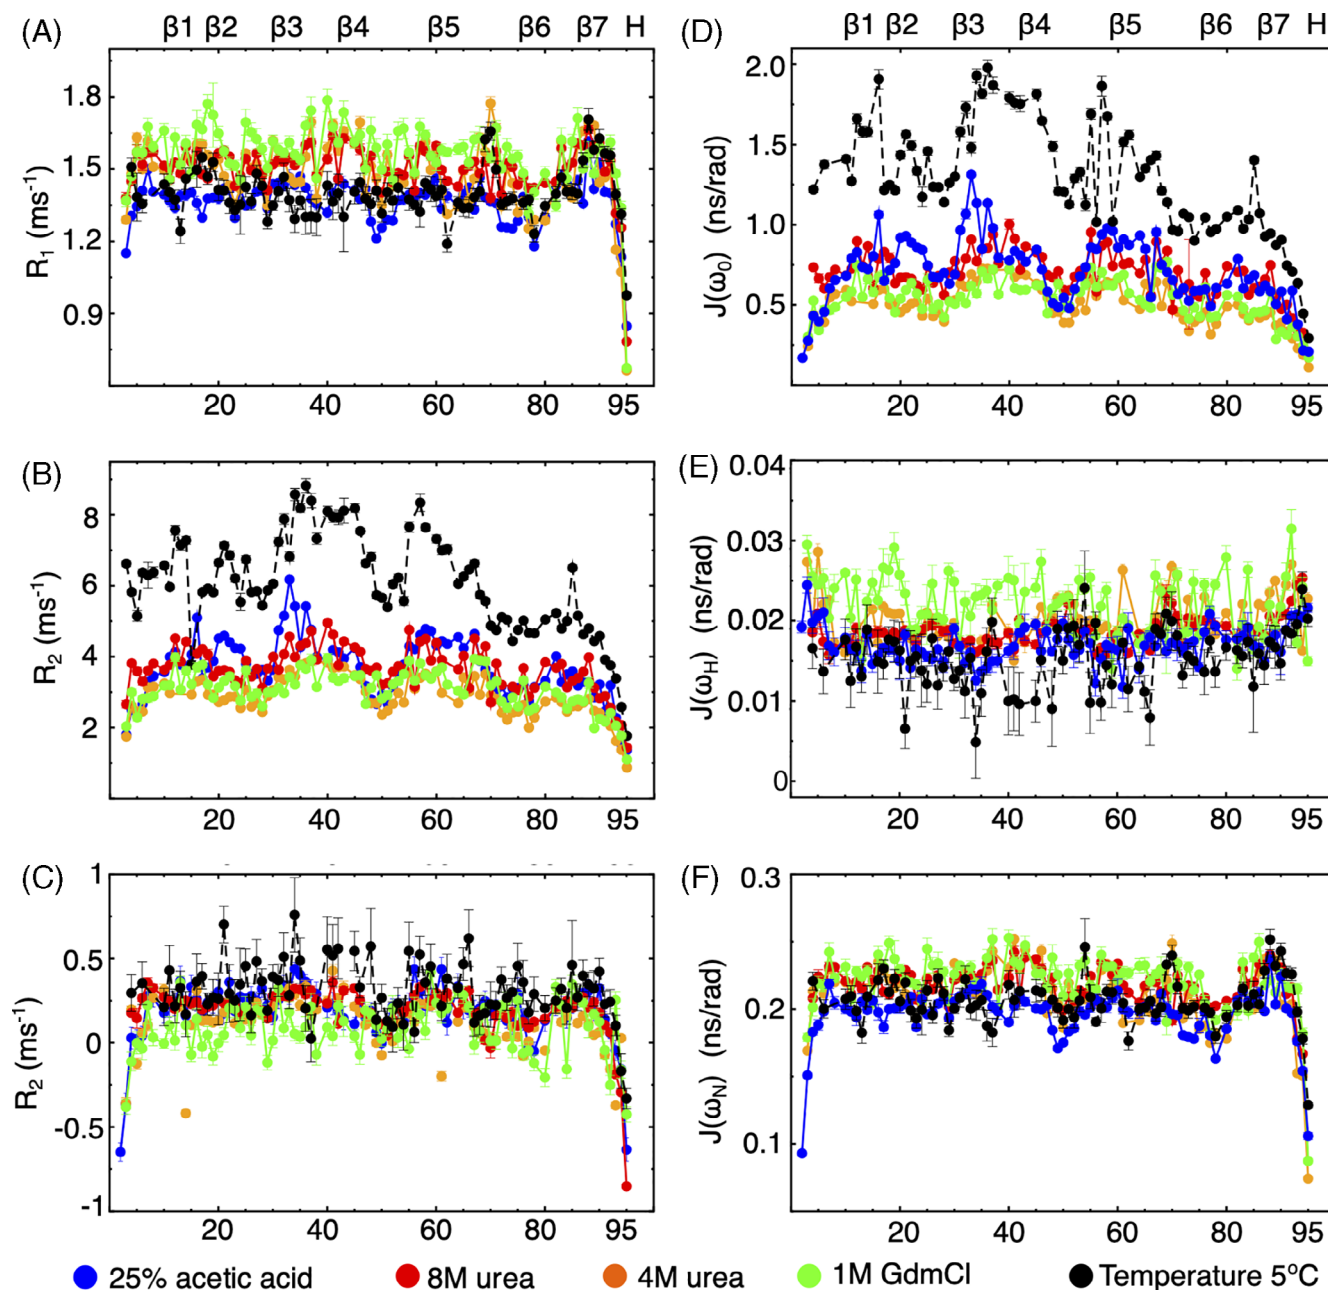 (A) β1 β2 β3 β4 β5 β6 β7 H
1.8
1.5
1.2
0.9
R1 (ms-1)
20 40 60 80 95
(D) β1 β2 β3 β4 β5 β6 β7 H
2.0
1.5
1.0
0.5
J(ω0) (ns/rad)
20 40 60 80 95
(B)
8
6
4
2
R2 (ms-1)
20 40 60 80 95
(E)
0.04
0.03
0.02
0.01
0
J(ωH) (ns/rad)
20 40 60 80 95
(C)
1
0.5
0
-0.5
-1
R2 (ms-1)
20 40 60 80 95
(F)
0.3
0.2
0.1
J(ωN) (ns/rad)
20 40 60 80 95
25% acetic acid 8M urea 4M urea 1M GdmCl Temperature 5°C